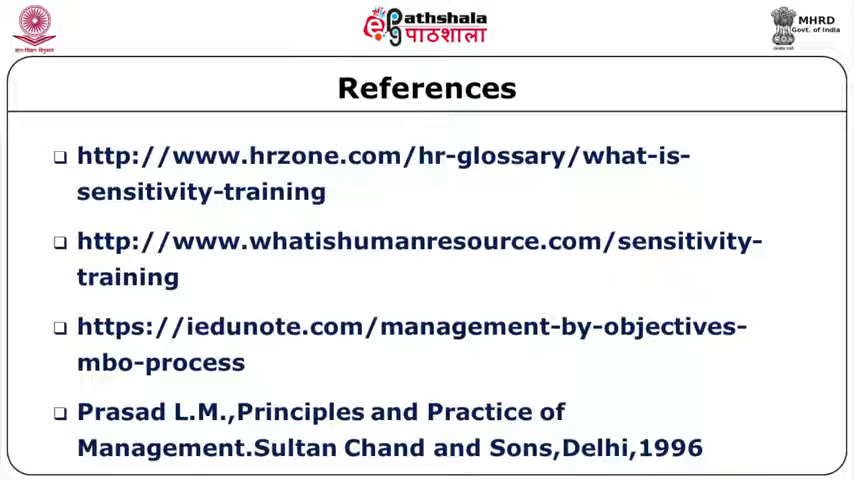 ज्ञान-विज्ञान विमुक्तये
ePathshala
पाठशाला
MHRD
Govt. of India
References
http://www.hrzone.com/hr-glossary/what-is-
sensitivity-training
http://www.whatishumanresource.com/sensitivity-
training
https://iedunote.com/management-by-objectives-
mbo-process
Prasad L.M.,Principles and Practice of
Management.Sultan Chand and Sons,Delhi,1996